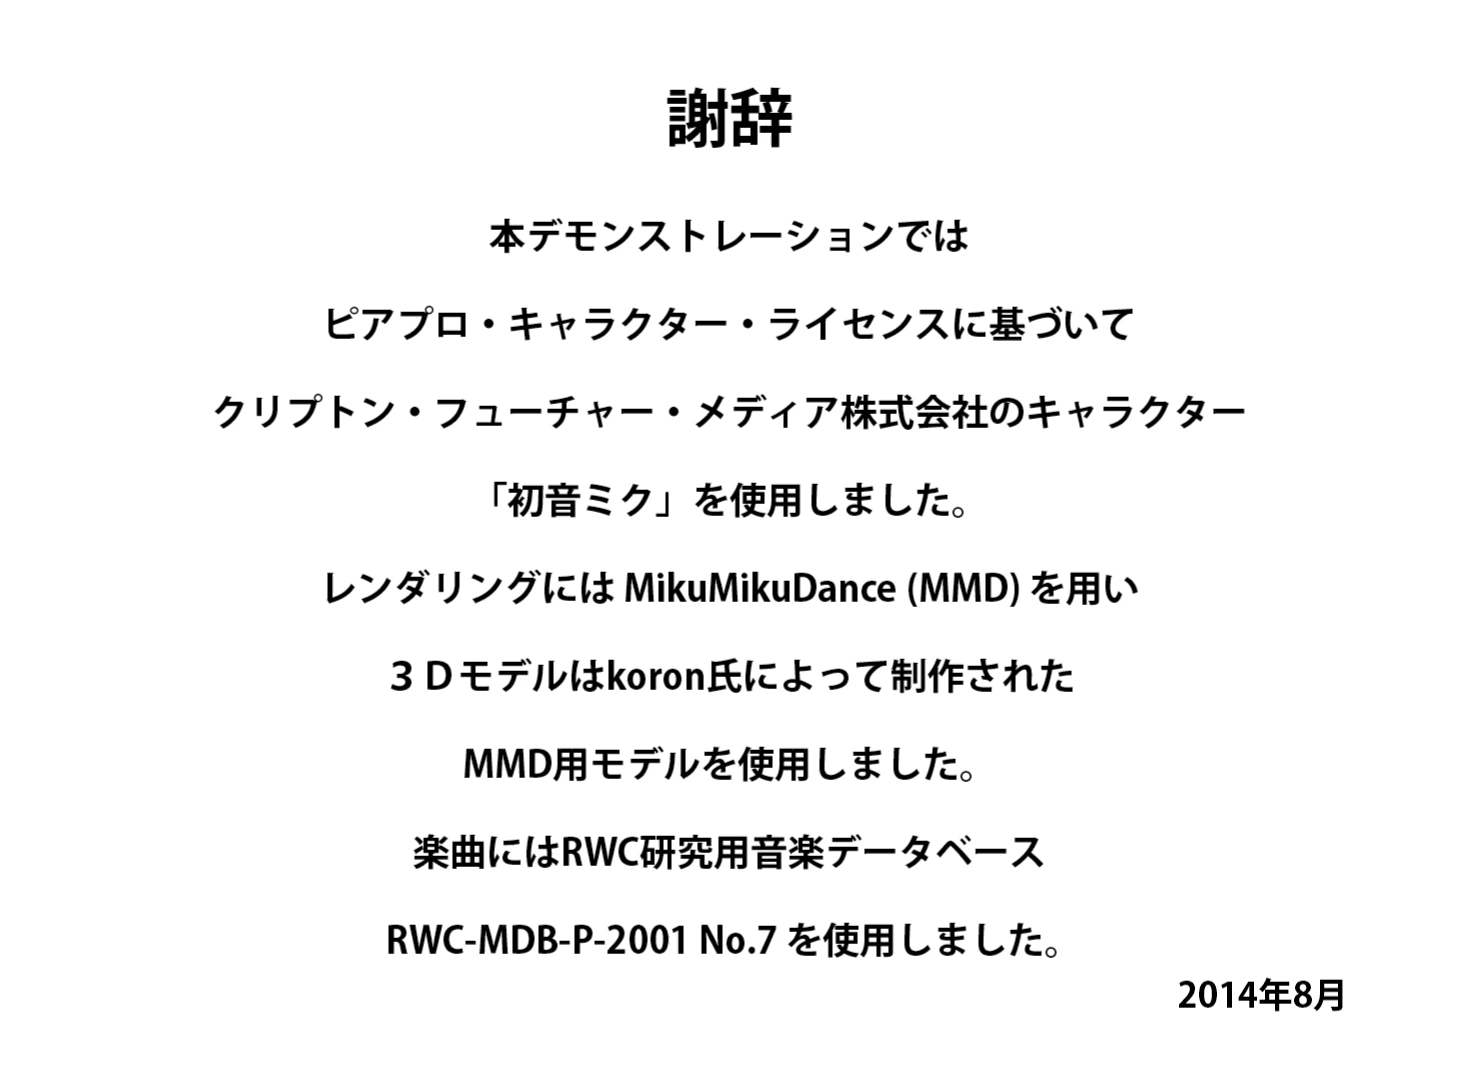 謝辞
本デモンストレーションでは
ピアプロ・キャラクター・ライセンスに基づいて
クリプトン・フューチャー・メディア株式会社のキャラクター
「初音ミク」を使用しました。
レンダリングには MikuMikuDance (MMD) を用い
３Ｄモデルはkoron氏によって制作された
MMD用モデルを使用しました。
楽曲にはRWC研究用音楽データベース
RWC-MDB-P-2001 No.7 を使用しました。
2014年8月